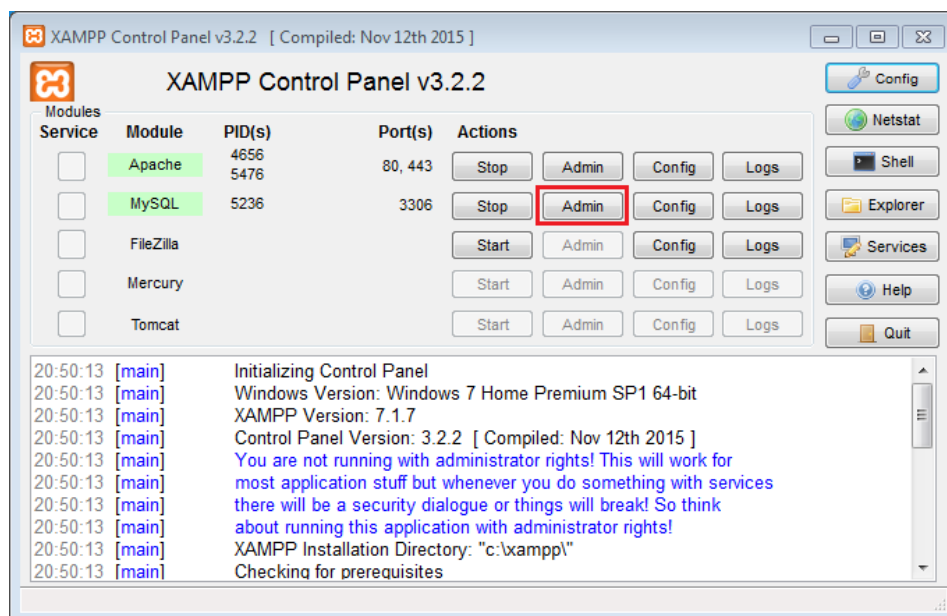 XAMPP Control Panel v3.2.2 [ Compiled: Nov 12th 2015 ]
XAMPP Control Panel v3.2.2
Config
Modules
Service Module PID(s) Port(s) Actions
Netstat
Apache 4656 5476 80, 443 Stop Admin Config Logs
Shell
MySQL 5236 3306 Stop Admin Config Logs
Explorer
FileZilla Start Admin Config Logs
Services
Mercury Start Admin Config Logs
Help
Tomcat Start Admin Config Logs
Quit
20:50:13 [main] Initializing Control Panel
20:50:13 [main] Windows Version: Windows 7 Home Premium SP1 64-bit
20:50:13 [main] XAMPP Version: 7.1.7
20:50:13 [main] Control Panel Version: 3.2.2 [ Compiled: Nov 12th 2015 ]
20:50:13 [main] You are not running with administrator rights! This will work for
20:50:13 [main] most application stuff but whenever you do something with services
20:50:13 [main] there will be a security dialogue or things will break! So think
20:50:13 [main] about running this application with administrator rights!
20:50:13 [main] XAMPP Installation Directory: "c:\xampp\"
20:50:13 [main] Checking for prerequisites